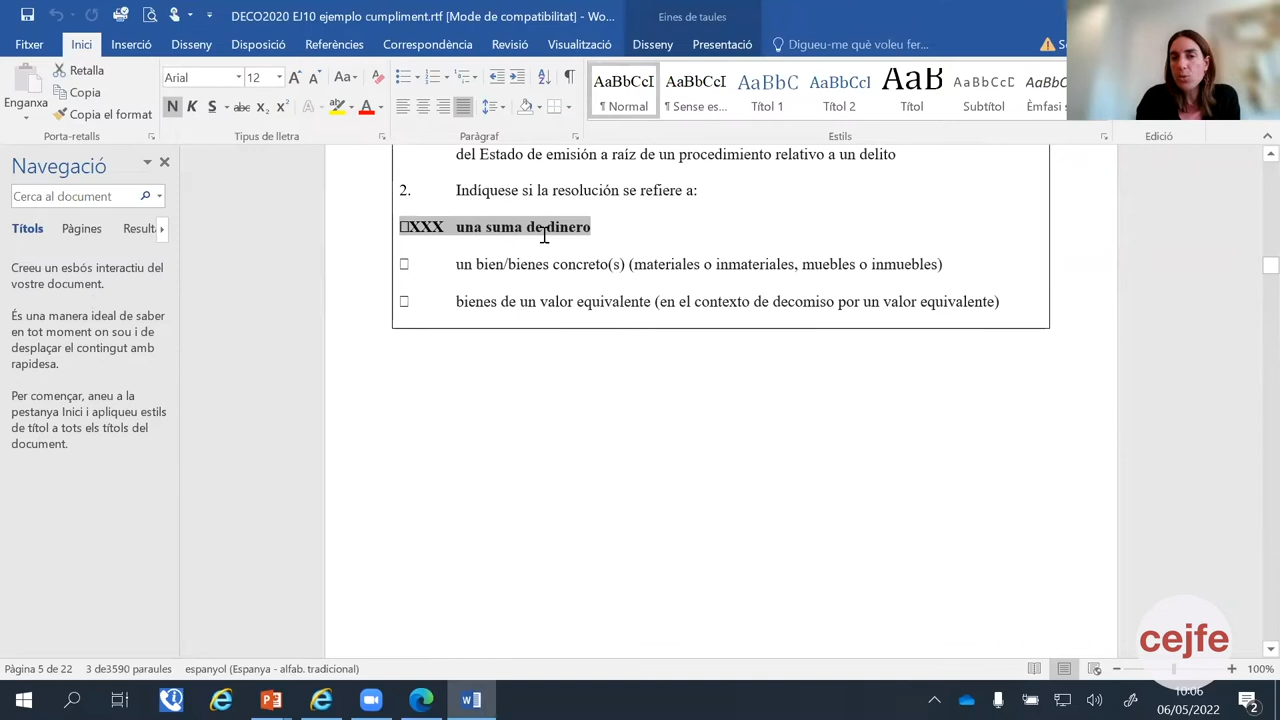 DECO2020 EJ10 ejemplo cumpliment.rtf [Mode de compatibilitat] - Wo...
Eines de taules
Fitxer Inici Inserció Disseny Disposició Referències Correspondència Revisió Visualització Disseny Presentació Digueu-me què voleu fer...
Enganxa
Retalla
Copia
Copia el format
Porta-retalls
Arial 12
N K S abc x₂ x²
Tipus de lletra
Paràgraf
AaBbCcI AaBbCcI AaBbC AaBbCcI AaB AaBbCcD AaBbCcI
¶ Normal ¶ Sense es... Títol 1 Títol 2 Títol Subtítol Èmfasi s
Estils
Edició
Navegació
Cerca al document
Títols Pàgines Result
Creeu un esbós interactiu del
vostre document.
És una manera ideal de saber
en tot moment on sou i de
desplaçar el contingut amb
rapidesa.
Per començar, aneu a la
pestanya Inici i apliqueu estils
de títol a tots els títols del
document.
del Estado de emisión a raíz de un procedimiento relativo a un delito
2. Indíquese si la resolución se refiere a:
□XXX una suma de dinero
□ un bien/bienes concreto(s) (materiales o inmateriales, muebles o inmuebles)
□ bienes de un valor equivalente (en el contexto de decomiso por un valor equivalente)
cejfe
Pàgina 5 de 22 3 de3590 paraules espanyol (Espanya - alfab. tradicional)
100%
10:06
06/05/2022
2